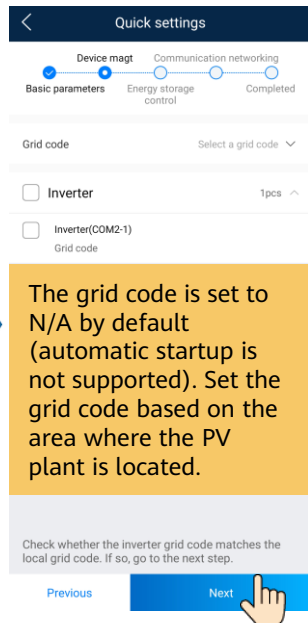 Quick settings
Device magt Communication networking
Basic parameters Energy storage control Completed
Grid code Select a grid code
Inverter 1pcs
Inverter(COM2-1)
Grid code
The grid code is set to
N/A by default
(automatic startup is
not supported). Set the
grid code based on the
area where the PV
plant is located.
Check whether the inverter grid code matches the
local grid code. If so, go to the next step.
Previous Next